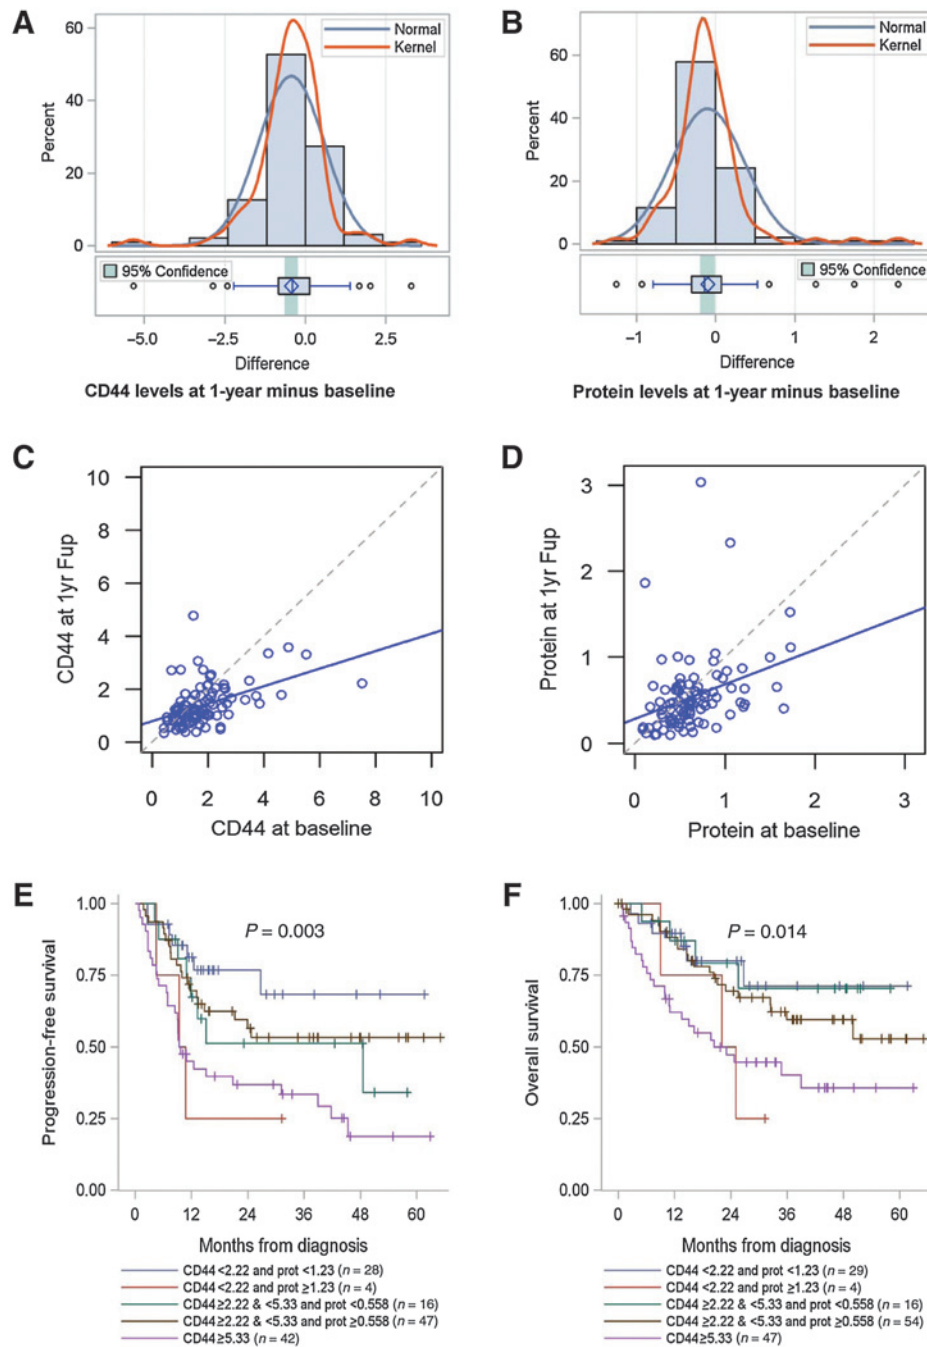 A
60
40
20
0
Percent
Normal
Kernel
95% Confidence
−5.0
−2.5
0.0
2.5
Difference
CD44 levels at 1-year minus baseline
B
60
40
20
0
Percent
Normal
Kernel
95% Confidence
−1
0
1
2
Difference
Protein levels at 1-year minus baseline
C
10
8
6
4
2
0
CD44 at 1yr Fup
0 2 4 6 8 10
CD44 at baseline
D
3
2
1
0
Protein at 1yr Fup
0 1 2 3
Protein at baseline
E
1.00
0.75
0.50
0.25
0.00
Progression-free survival
P = 0.003
0 12 24 36 48 60
Months from diagnosis
CD44 <2.22 and prot <1.23 (n = 28)
CD44 <2.22 and prot ≥1.23 (n = 4)
CD44≥2.22 & <5.33 and prot <0.558 (n = 16)
CD44≥2.22 & <5.33 and prot ≥0.558 (n = 47)
CD44≥5.33 (n = 42)
F
1.00
0.75
0.50
0.25
0.00
Overall survival
P = 0.014
0 12 24 36 48 60
Months from diagnosis
CD44 <2.22 and prot <1.23 (n = 29)
CD44 <2.22 and prot ≥1.23 (n = 4)
CD44 ≥2.22 & <5.33 and prot <0.558 (n = 16)
CD44 ≥2.22 & <5.33 and prot ≥0.558 (n = 54)
CD44≥5.33 (n = 47)